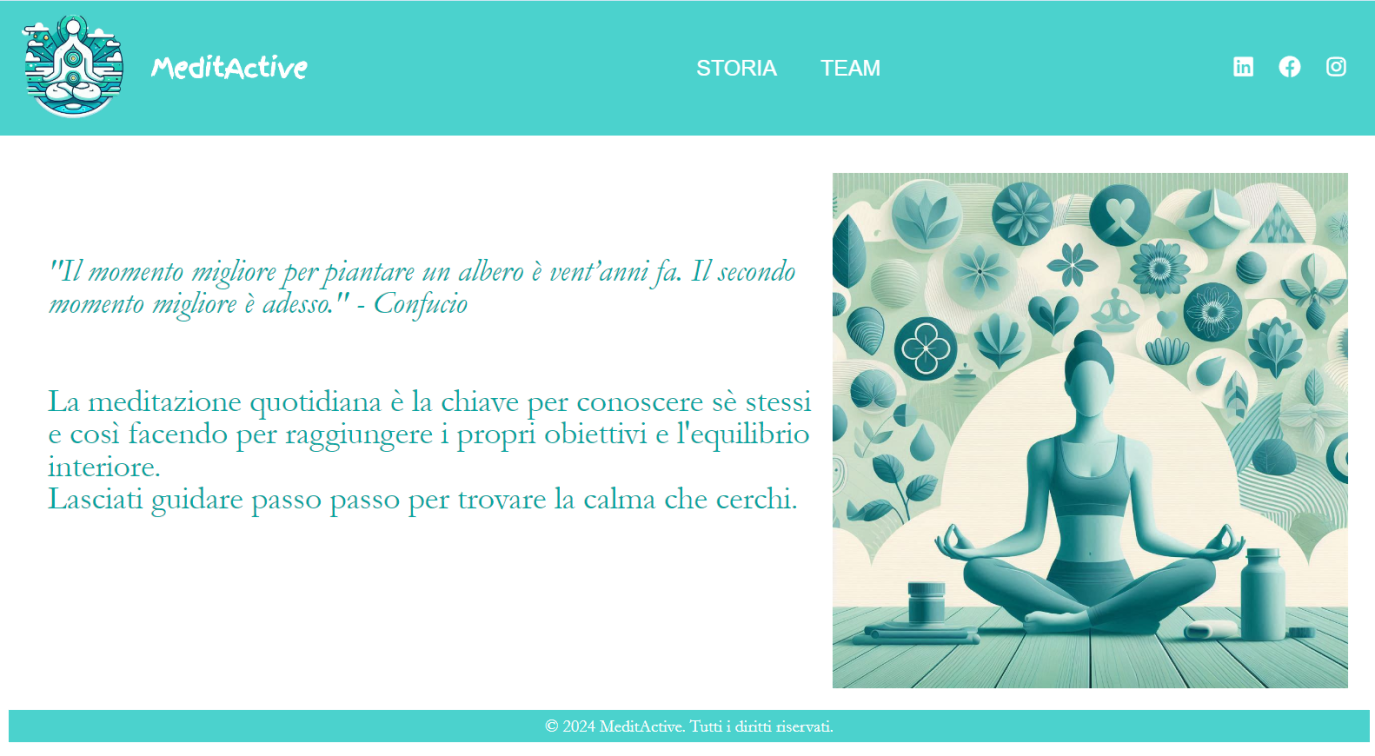 MeditActive
STORIA
TEAM
"Il momento migliore per piantare un albero è vent’anni fa. Il secondo
momento migliore è adesso." - Confucio
La meditazione quotidiana è la chiave per conoscere sè stessi
e così facendo per raggiungere i propri obiettivi e l'equilibrio
interiore.
Lasciati guidare passo passo per trovare la calma che cerchi.
© 2024 MeditActive. Tutti i diritti riservati.